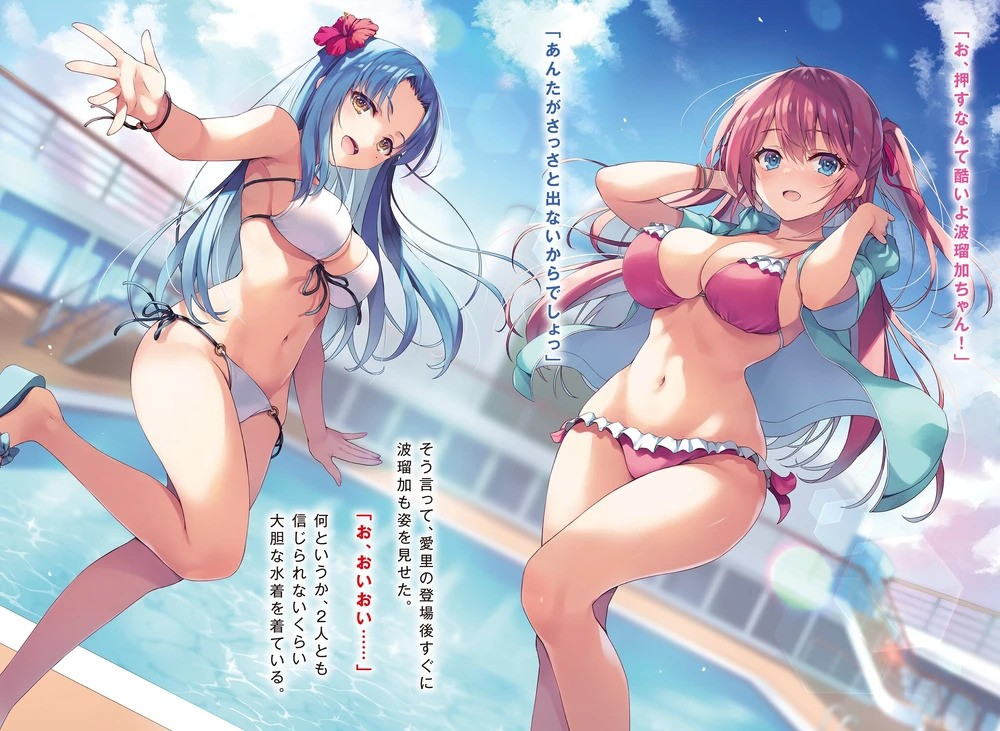 「お、押すなんて酷いよ波瑠加ちゃん！」
「あんたがさっさと出ないからでしょっ」
そう言って、愛里の登場後すぐに
波瑠加も姿を見せた。
「お、おいおい……」
何というか、２人とも
信じられないくらい
大胆な水着を着ている。